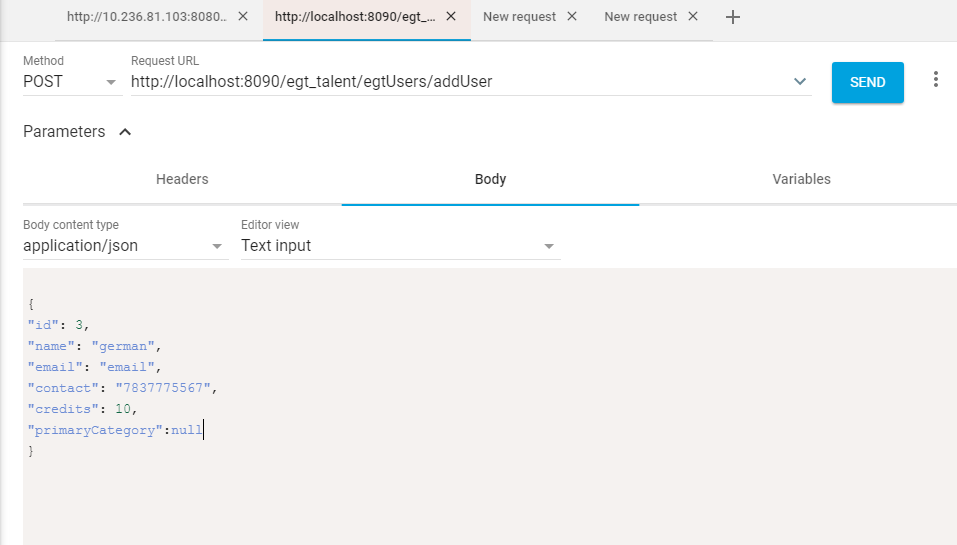 http://10.236.81.103:8080.. × http://localhost:8090/egt_... × New request × New request × +
Method Request URL
POST http://localhost:8090/egt_talent/egtUsers/addUser SEND
Parameters
Headers Body Variables
Body content type Editor view
application/json Text input
{
"id": 3,
"name": "german",
"email": "email",
"contact": "7837775567",
"credits": 10,
"primaryCategory":null
}